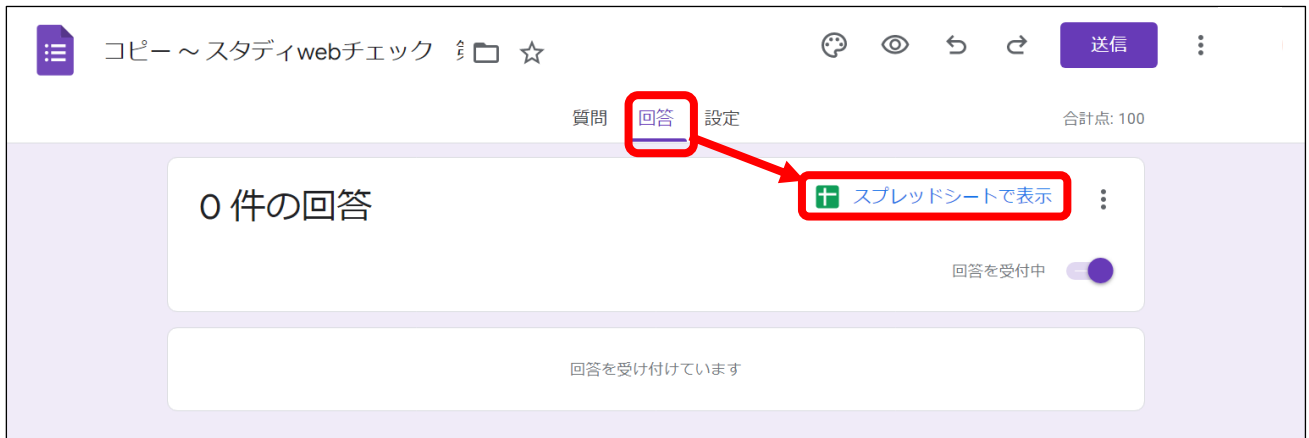 コピー ～ スタディwebチェック
送信
質問 回答 設定
合計点: 100
0 件の回答
スプレッドシートで表示
回答を受付中
回答を受け付けています